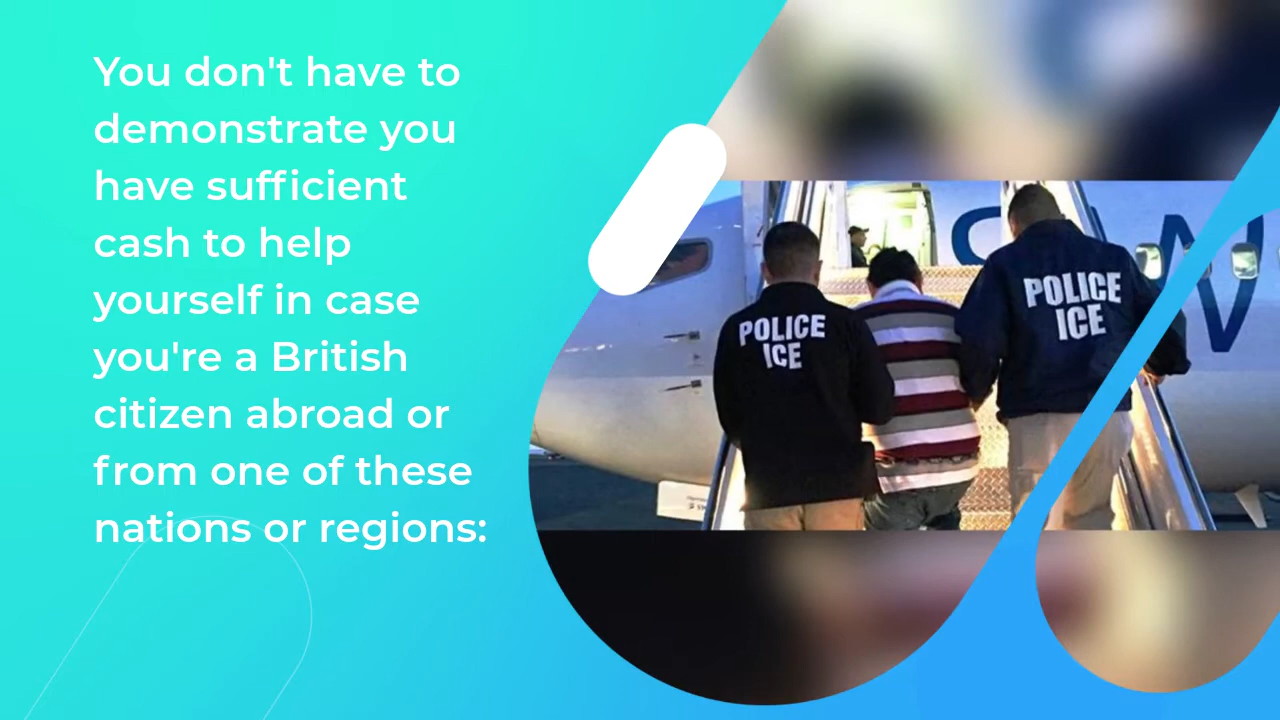 You don't have to
demonstrate you
have sufficient
cash to help
yourself in case
you're a British
citizen abroad or
from one of these
nations or regions:
POLICE
ICE
POLICE
ICE